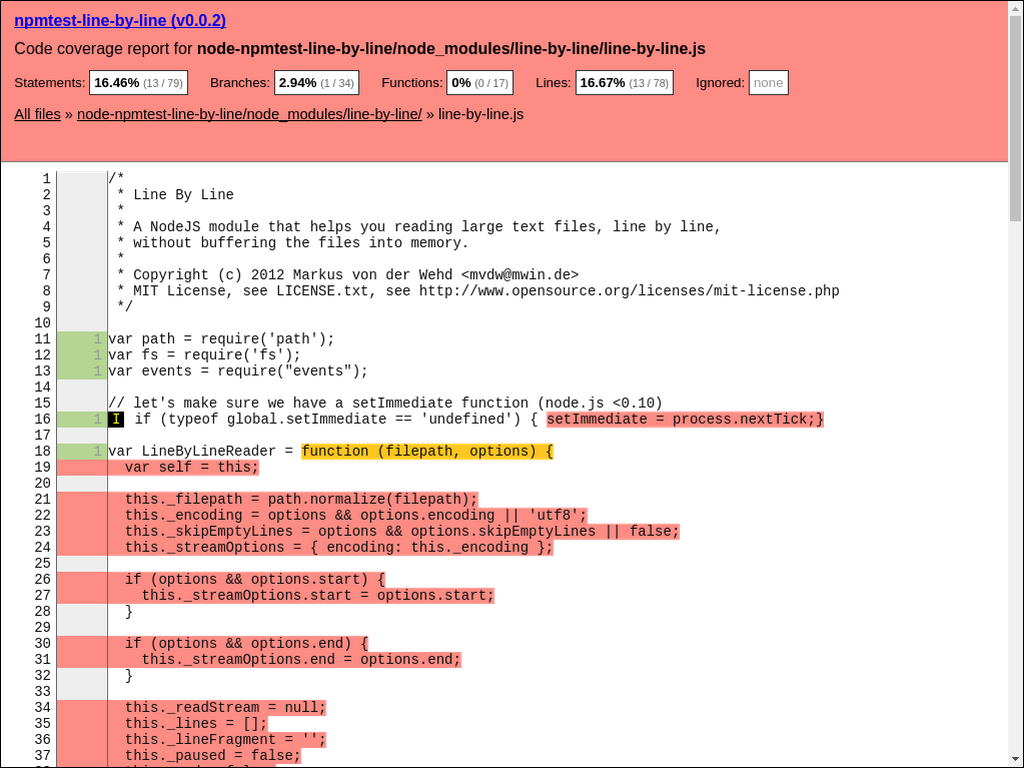 npmtest-line-by-line (v0.0.2)
Code coverage report for node-npmtest-line-by-line/node_modules/line-by-line/line-by-line.js
Statements: 16.46% (13 / 79) Branches: 2.94% (1 / 34) Functions: 0% (0 / 17) Lines: 16.67% (13 / 78) Ignored: none
All files » node-npmtest-line-by-line/node_modules/line-by-line/ » line-by-line.js
1 /*
2  * Line By Line
3  *
4  * A NodeJS module that helps you reading large text files, line by line,
5  * without buffering the files into memory.
6  *
7  * Copyright (c) 2012 Markus von der Wehd <mvdw@mwin.de>
8  * MIT License, see LICENSE.txt, see http://www.opensource.org/licenses/mit-license.php
9  */
10
11 1 var path = require('path');
12 1 var fs = require('fs');
13 1 var events = require("events");
14
15 // let's make sure we have a setImmediate function (node.js <0.10)
16 1 I if (typeof global.setImmediate == 'undefined') { setImmediate = process.nextTick;}
17
18 1 var LineByLineReader = function (filepath, options) {
19   var self = this;
20
21   this._filepath = path.normalize(filepath);
22   this._encoding = options && options.encoding || 'utf8';
23   this._skipEmptyLines = options && options.skipEmptyLines || false;
24   this._streamOptions = { encoding: this._encoding };
25
26   if (options && options.start) {
27     this._streamOptions.start = options.start;
28   }
29
30   if (options && options.end) {
31     this._streamOptions.end = options.end;
32   }
33
34   this._readStream = null;
35   this._lines = [];
36   this._lineFragment = '';
37   this._paused = false;